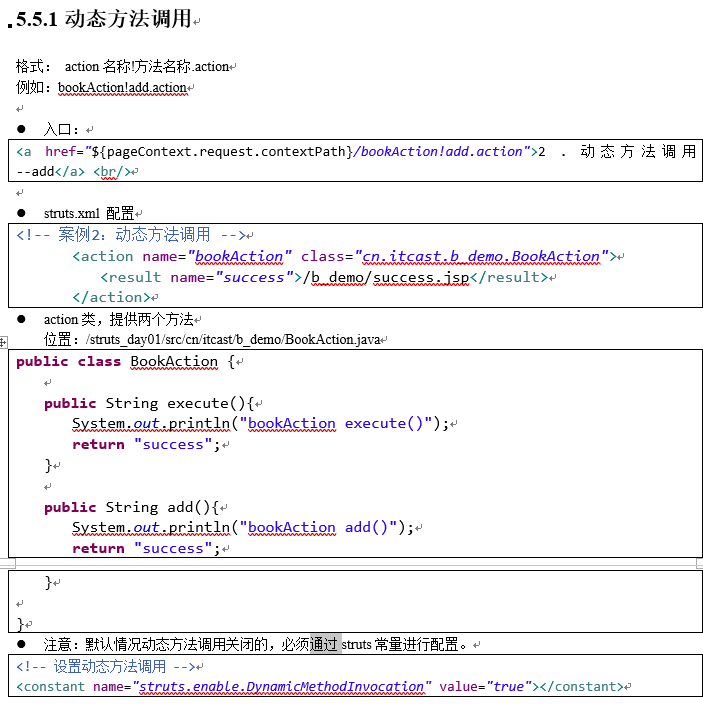 5.5.1 动态方法调用
格式： action 名称!方法名称.action
例如：bookAction!add.action
● 入口：
<a href="${pageContext.request.contextPath}/bookAction!add.action">2 . 动态方法调用
--add</a> <br/>
● struts.xml 配置
<!-- 案例2：动态方法调用 -->
<action name="bookAction" class="cn.itcast.b_demo.BookAction">
<result name="success">/b_demo/success.jsp</result>
</action>
● action 类，提供两个方法
位置：/struts_day01/src/cn/itcast/b_demo/BookAction.java
public class BookAction {
public String execute(){
System.out.println("bookAction execute()");
return "success";
}
public String add(){
System.out.println("bookAction add()");
return "success";
}
}
● 注意：默认情况动态方法调用关闭的，必须通过 struts 常量进行配置。
<!-- 设置动态方法调用 -->
<constant name="struts.enable.DynamicMethodInvocation" value="true"></constant>